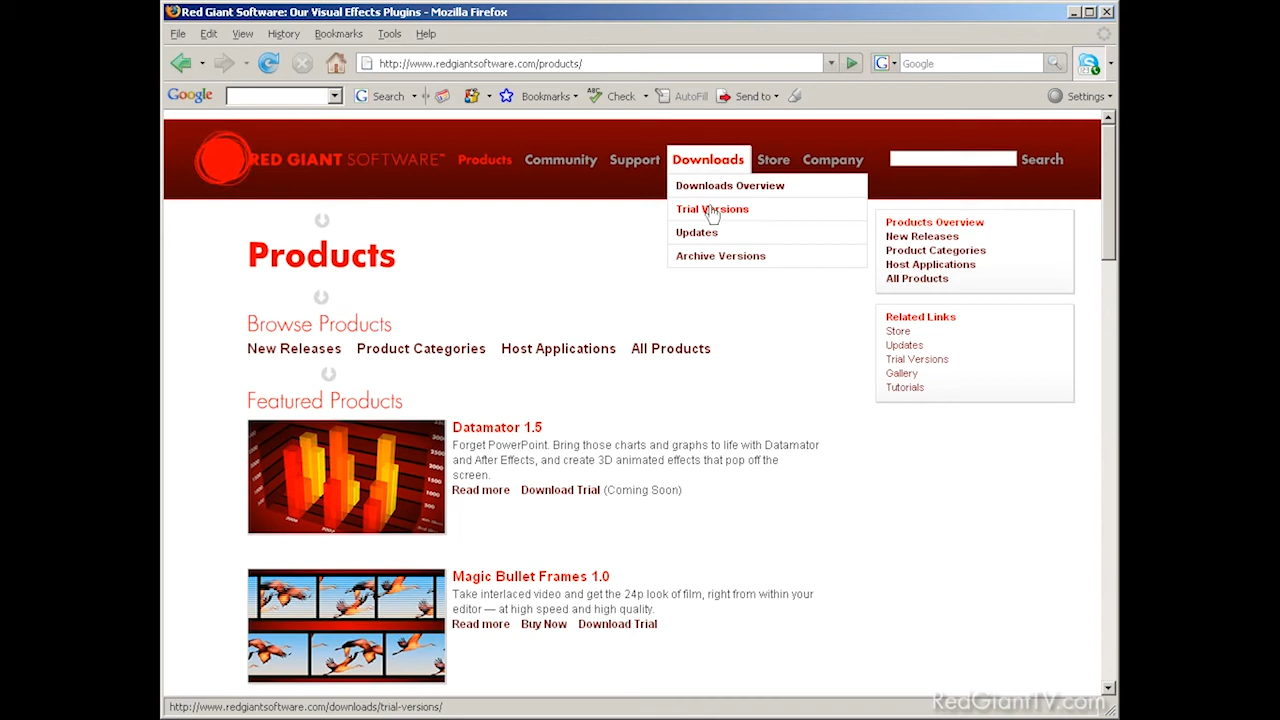 Red Giant Software: Our Visual Effects Plugins - Mozilla Firefox
File Edit View History Bookmarks Tools Help
http://www.redgiantsoftware.com/products/
G Google
Google G Search Bookmarks Check AutoFill Send to Settings
RED GIANT SOFTWARE™ Products Community Support Downloads Store Company Search
Downloads Overview
Trial Versions
Updates
Archive Versions
Products Overview
New Releases
Product Categories
Host Applications
All Products
Related Links
Store
Updates
Trial Versions
Gallery
Tutorials
Products
Browse Products
New Releases Product Categories Host Applications All Products
Featured Products
Datamator 1.5
Forget PowerPoint. Bring those charts and graphs to life with Datamator
and After Effects, and create 3D animated effects that pop off the
screen.
Read more Download Trial (Coming Soon)
Magic Bullet Frames 1.0
Take interlaced video and get the 24p look of film, right from within your
editor — at high speed and high quality.
Read more Buy Now Download Trial
http://www.redgiantsoftware.com/downloads/trial-versions/
RedGiantTV.com